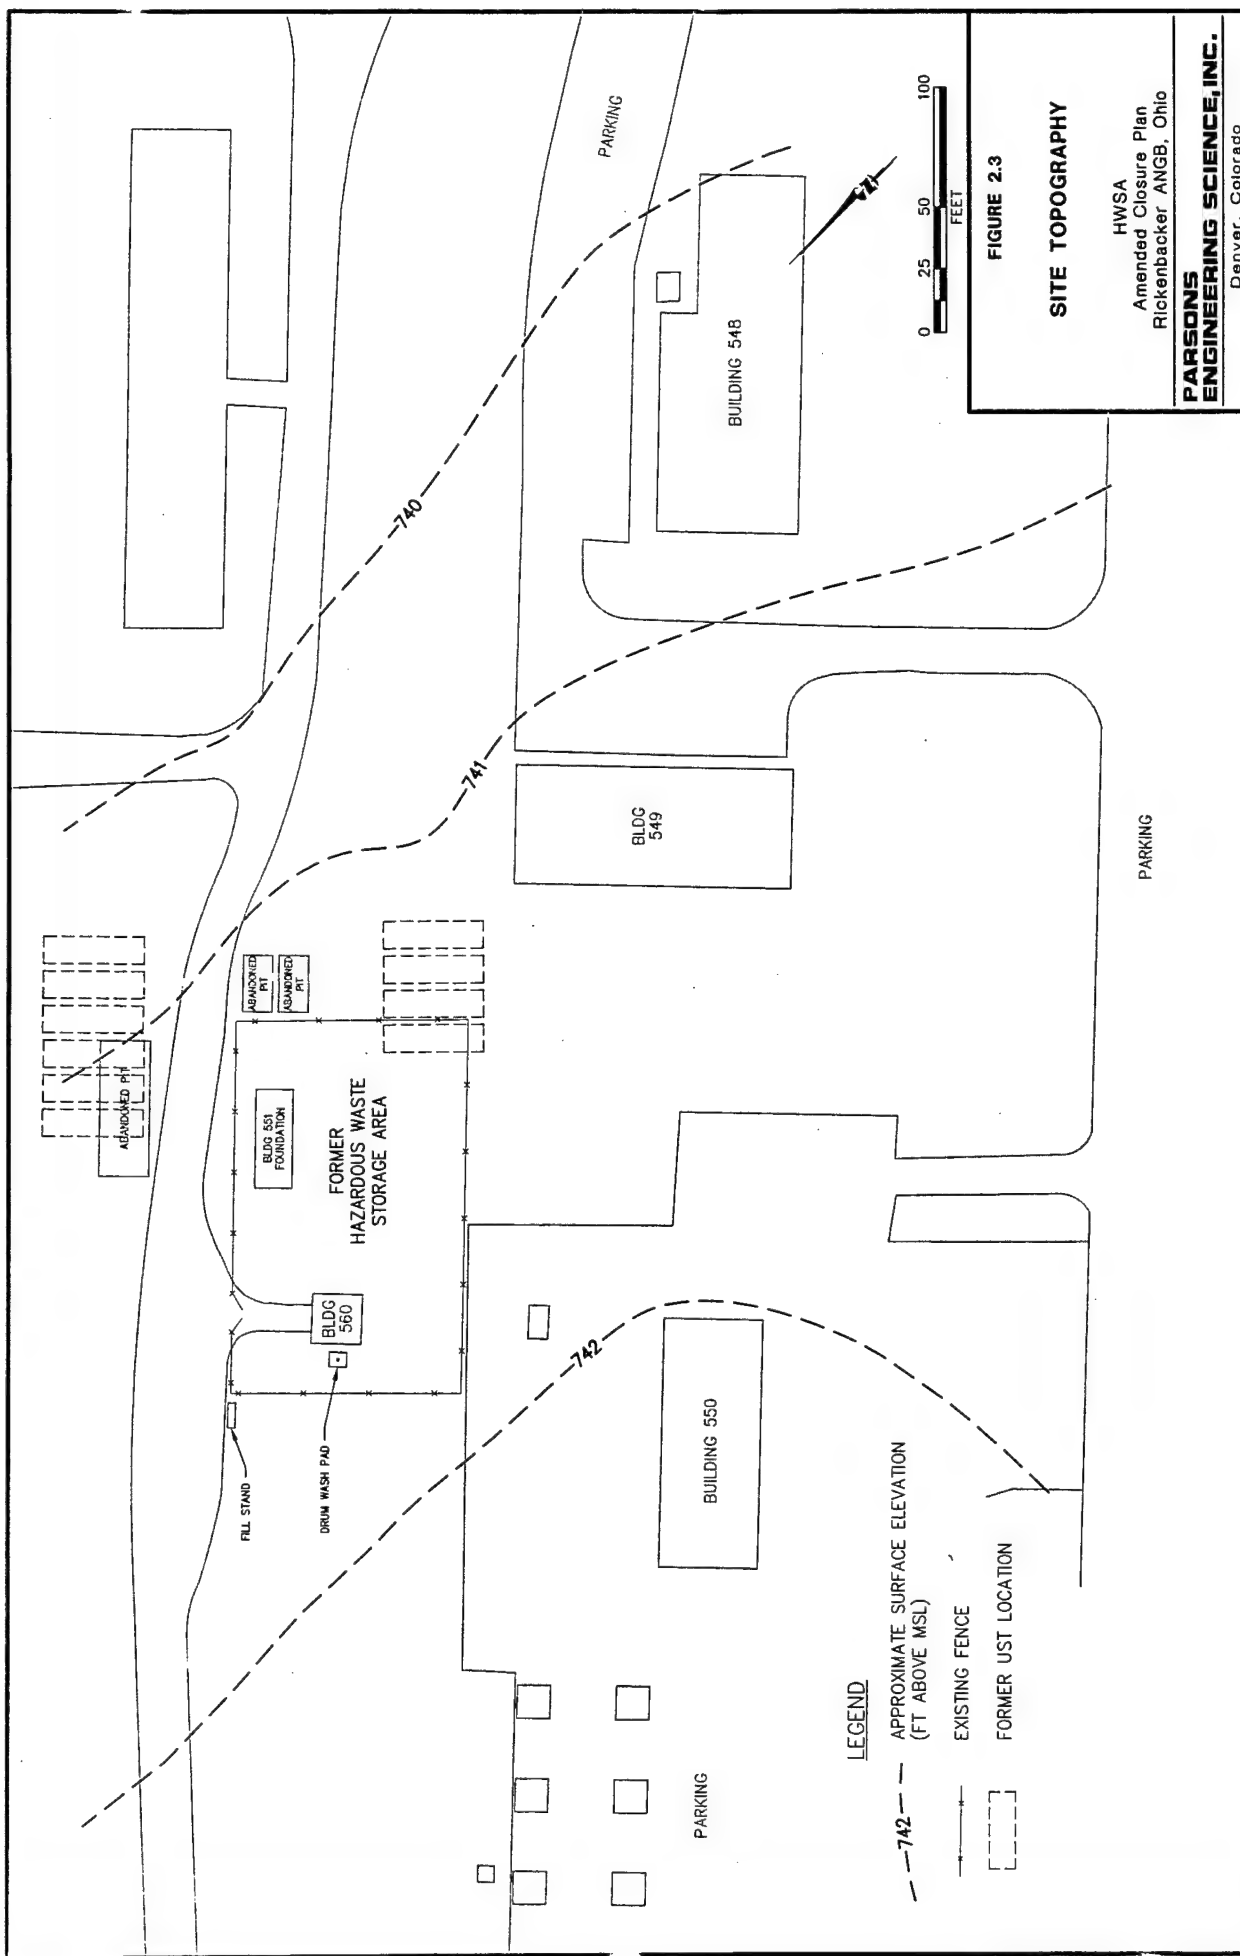 PARKING
740
741
742
ABANDONED PIT
ABANDONED
PIT
ABANDONED
PIT
BLDG 551
FOUNDATION
FORMER
HAZARDOUS WASTE
STORAGE AREA
BLDG
560
FILL STAND
DRUM WASH PAD
BUILDING 548
BLDG
549
BUILDING 550
PARKING
PARKING
LEGEND
742
APPROXIMATE SURFACE ELEVATION
(FT ABOVE MSL)
EXISTING FENCE
FORMER UST LOCATION
0 25 50 100
FEET
FIGURE 2.3
SITE TOPOGRAPHY
HWSA
Amended Closure Plan
Rickenbacker ANGB, Ohio
PARSONS
ENGINEERING SCIENCE, INC.
Denver, Colorado